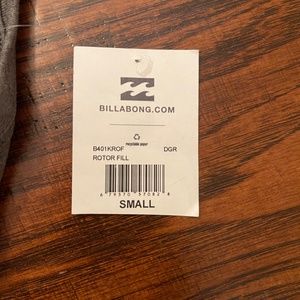 BILLABONG.COM
recyclable paper
B401KROF DGR
ROTOR FILL
SMALL